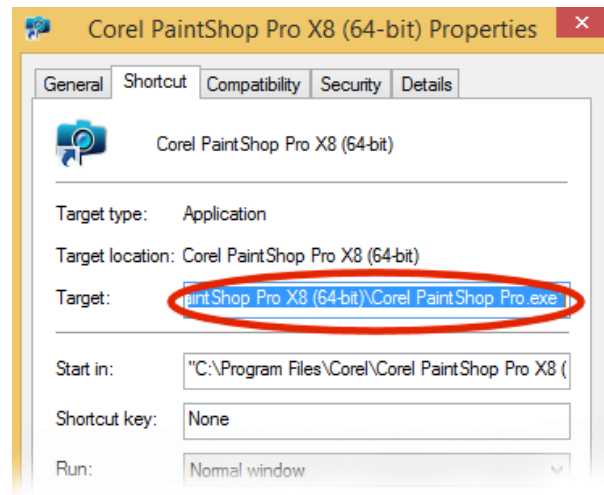 Corel PaintShop Pro X8 (64-bit) Properties
General Shortcut Compatibility Security Details
Corel PaintShop Pro X8 (64-bit)
Target type: Application
Target location: Corel PaintShop Pro X8 (64-bit)
Target: aintShop Pro X8 (64-bit)\Corel PaintShop Pro.exe
Start in: "C:\Program Files\Corel\Corel PaintShop Pro X8 (
Shortcut key: None
Run: Normal window